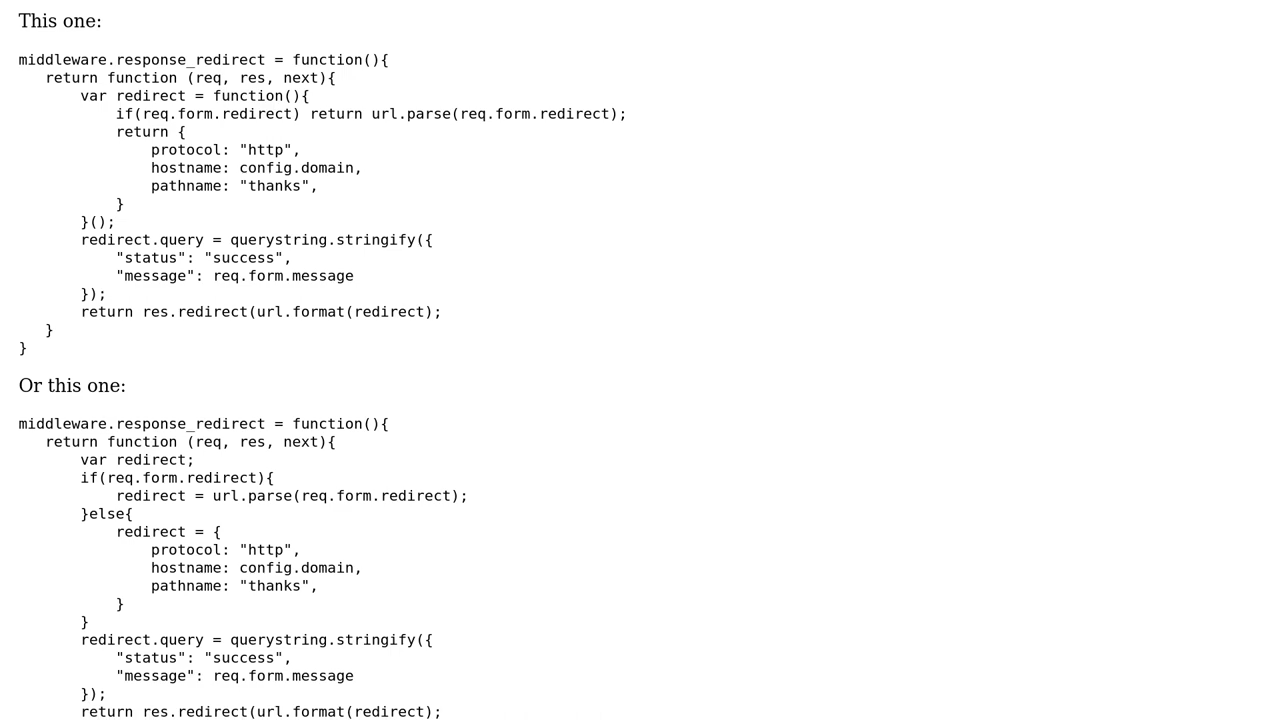 This one:
middleware.response_redirect = function(){
   return function (req, res, next){
       var redirect = function(){
           if(req.form.redirect) return url.parse(req.form.redirect);
           return {
               protocol: "http",
               hostname: config.domain,
               pathname: "thanks",
           }
       }();
       redirect.query = querystring.stringify({
           "status": "success",
           "message": req.form.message
       });
       return res.redirect(url.format(redirect);
   }
}
Or this one:
middleware.response_redirect = function(){
   return function (req, res, next){
       var redirect;
       if(req.form.redirect){
           redirect = url.parse(req.form.redirect);
       }else{
           redirect = {
               protocol: "http",
               hostname: config.domain,
               pathname: "thanks",
           }
       }
       redirect.query = querystring.stringify({
           "status": "success",
           "message": req.form.message
       });
       return res.redirect(url.format(redirect);